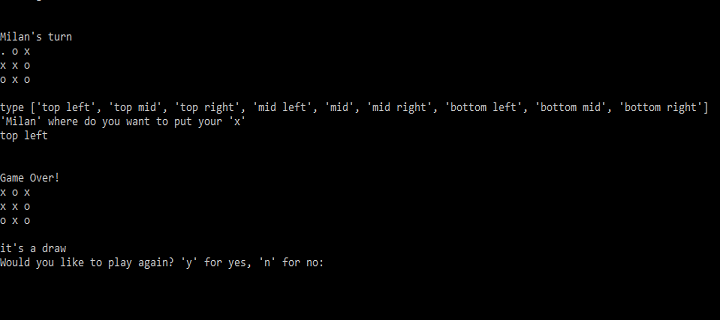 Milan's turn
. o x
x x o
o x o
type ['top left', 'top mid', 'top right', 'mid left', 'mid', 'mid right', 'bottom left', 'bottom mid', 'bottom right']
'Milan' where do you want to put your 'x'
top left
Game Over!
x o x
x x o
o x o
it's a draw
Would you like to play again? 'y' for yes, 'n' for no: